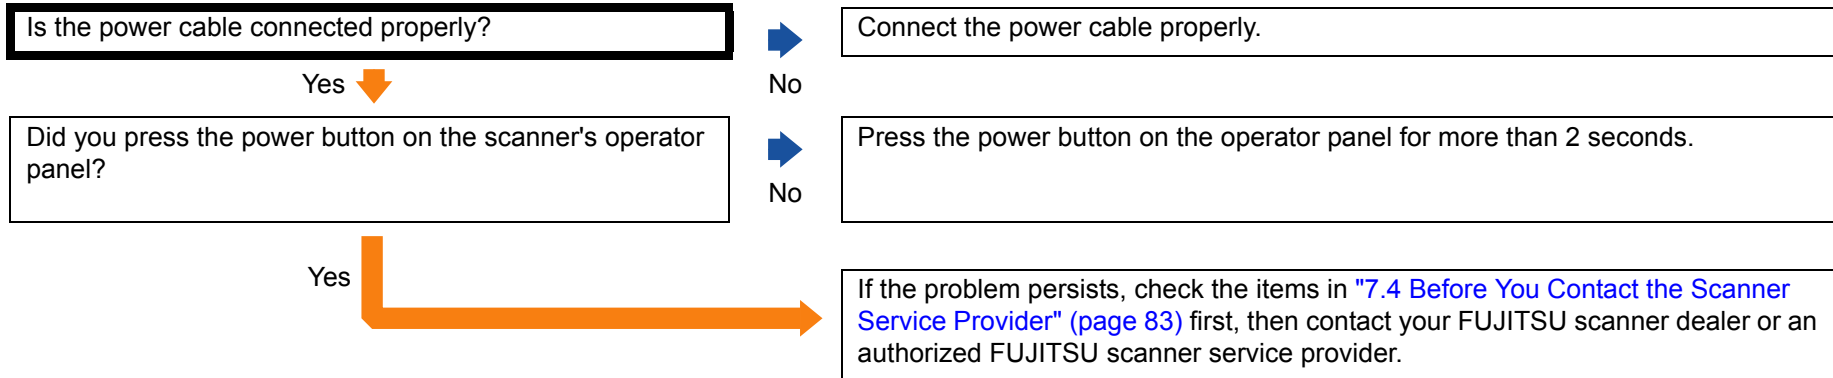 Is the power cable connected properly?
Connect the power cable properly.
Yes
No
Did you press the power button on the scanner's operator
panel?
Press the power button on the operator panel for more than 2 seconds.
No
Yes
If the problem persists, check the items in "7.4 Before You Contact the Scanner
Service Provider" (page 83) first, then contact your FUJITSU scanner dealer or an
authorized FUJITSU scanner service provider.